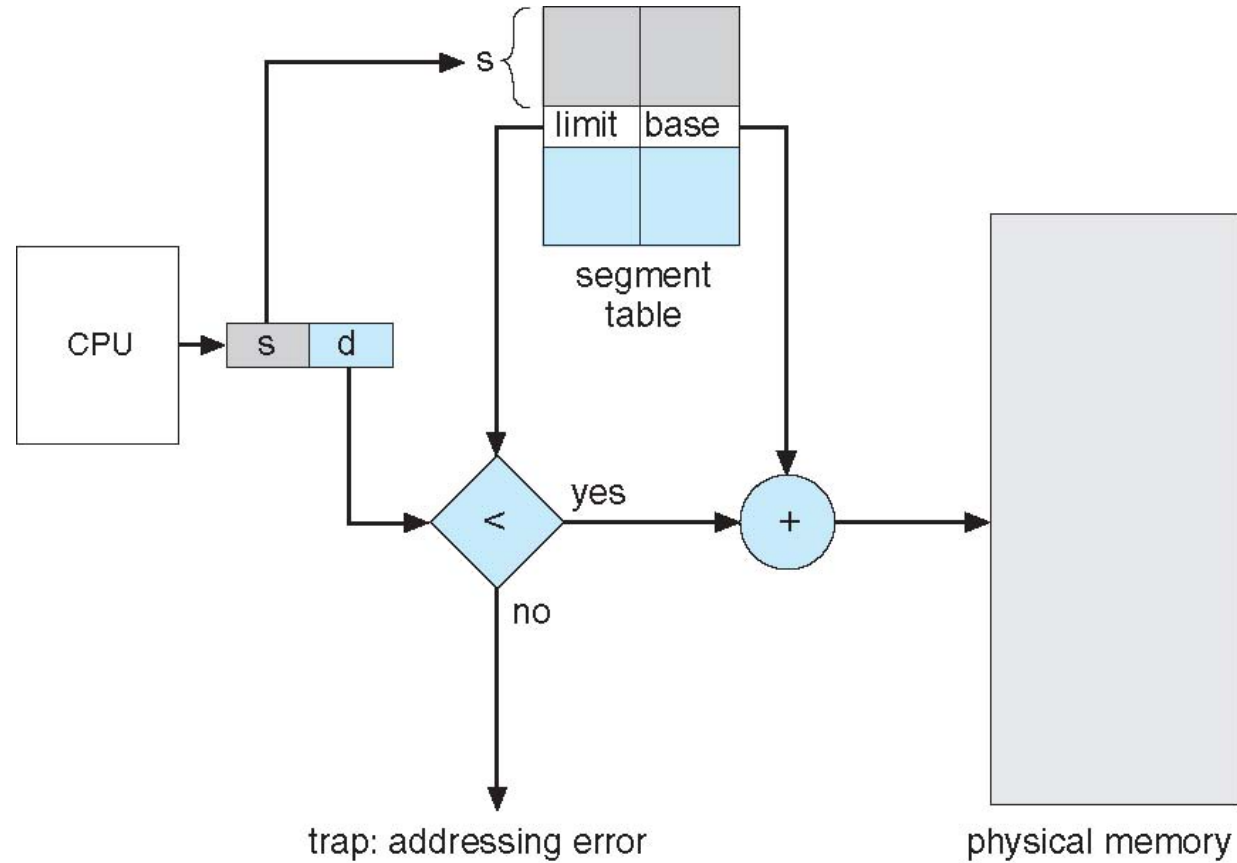 s
limit base
segment
table
CPU
s d
<
yes
+
no
trap: addressing error
physical memory